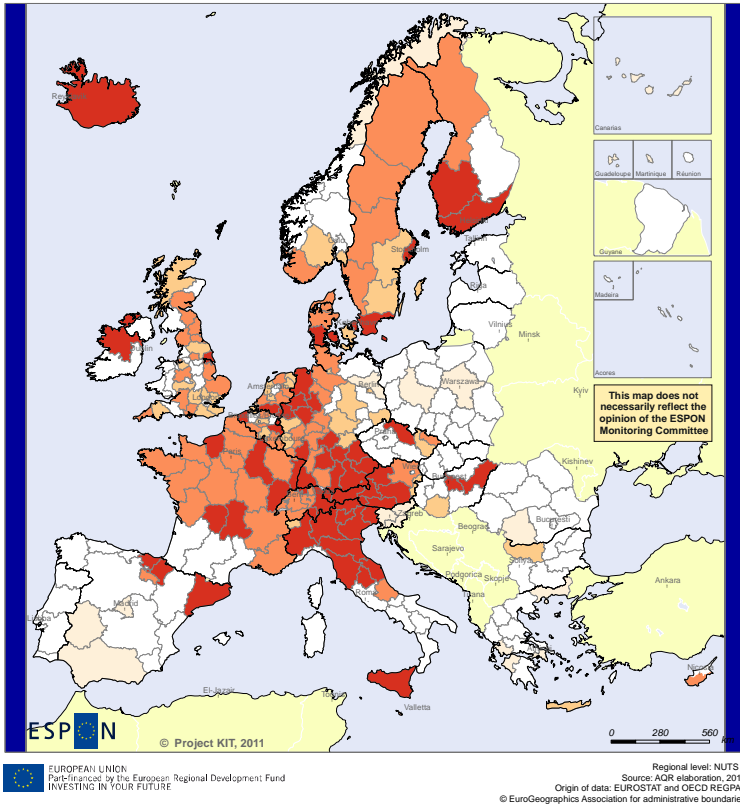 Reykjavik
Canarias
Guadeloupe
Martinique
Réunion
Guyane
Madeira
Acores
Oslo
Stockholm
Tallinn
Riga
Vilnius
Minsk
Dublin
London
Amsterdam
Berlin
Warszawa
Kyiv
This map does not
necessarily reflect the
opinion of the ESPON
Monitoring Committee
Paris
Kishinev
Zagreb
Beograd
Bucuresti
Sarajevo
Podgorica
Skopje
Sofiya
Tirana
Ankara
Roma
Madrid
Lisboa
El-Jazair
Tounis
Valletta
Nicosia
ESPON
© Project KIT, 2011
0 280 560
EUROPEAN UNION
Part-financed by the European Regional Development Fund
INVESTING IN YOUR FUTURE
Regional level: NUTS
Source: AQR elaboration, 201
Origin of data: EUROSTAT and OECD REGPA
© EuroGeographics Association for administrative boundarie